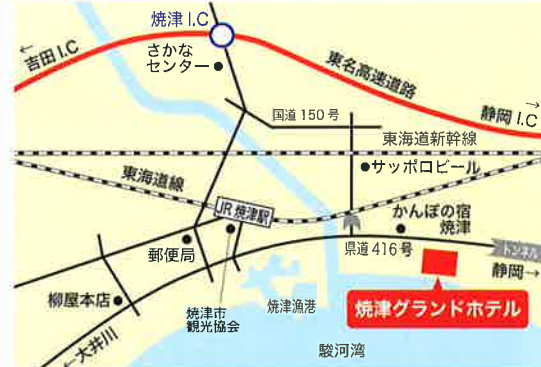 焼津 I.C
←
吉田 I.C
さかな
センター
東名高速道路
→
静岡 I.C
国道 150 号
東海道新幹線
サッポロビール
東海道線
JR 焼津駅
かんぽの宿
焼津
郵便局
県道 416 号
トンネル
静岡→
柳屋本店
焼津市
観光協会
焼津漁港
焼津グランドホテル
←大井川
駿河湾